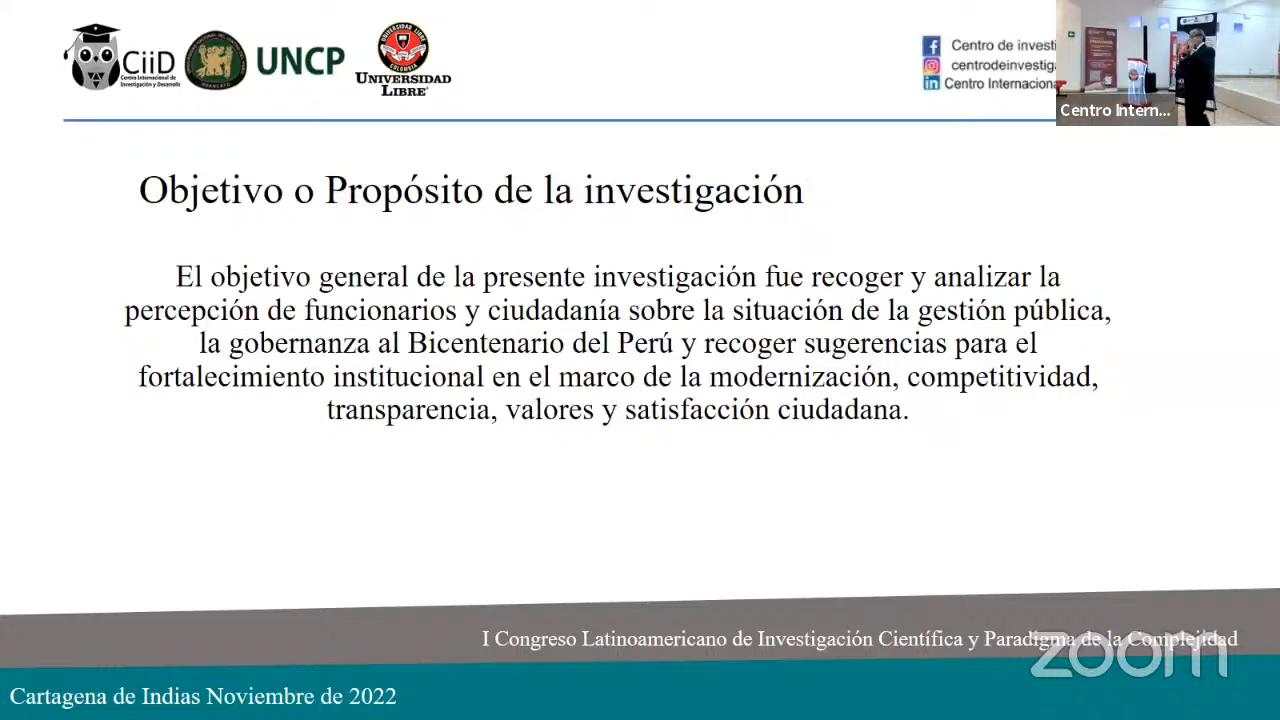 CiiD
Centro Internacional de
Investigación y Desarrollo
UNCP
UNIVERSIDAD
LIBRE
Centro de investi
centrodeinvestiga
Centro Internaciona
Centro Intern...
Objetivo o Propósito de la investigación
El objetivo general de la presente investigación fue recoger y analizar la
percepción de funcionarios y ciudadanía sobre la situación de la gestión pública,
la gobernanza al Bicentenario del Perú y recoger sugerencias para el
fortalecimiento institucional en el marco de la modernización, competitividad,
transparencia, valores y satisfacción ciudadana.
I Congreso Latinoamericano de Investigación Científica y Paradigma de la Complejidad
zoom
Cartagena de Indias Noviembre de 2022